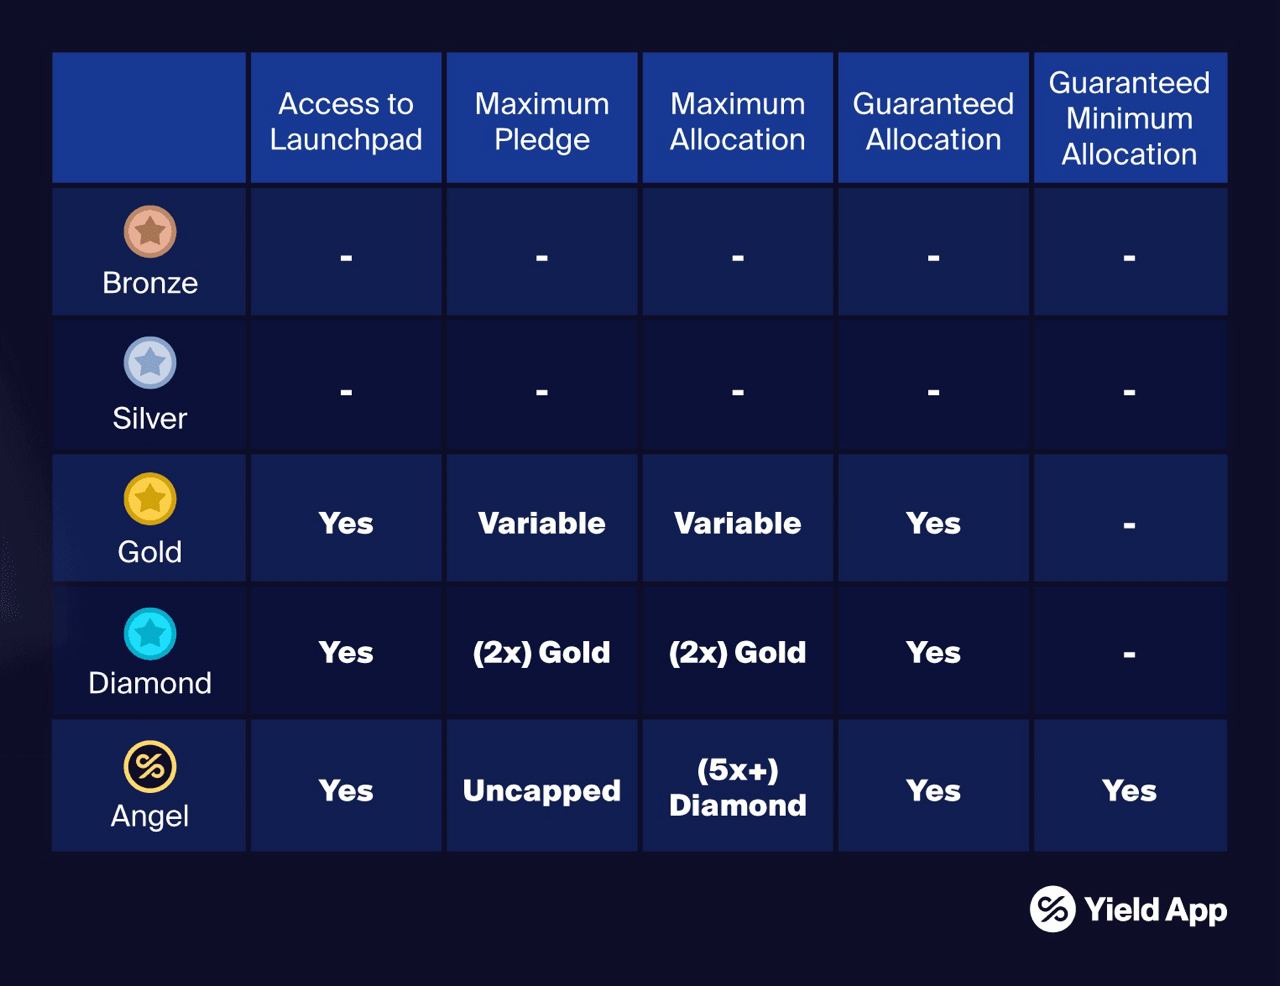 Access to
Launchpad
Maximum
Pledge
Maximum
Allocation
Guaranteed
Allocation
Guaranteed
Minimum
Allocation
Bronze
- - - - -
Silver
- - - - -
Gold
Yes Variable Variable Yes -
Diamond
Yes (2x) Gold (2x) Gold Yes -
Angel
Yes Uncapped (5x+)
Diamond Yes Yes
Yield App